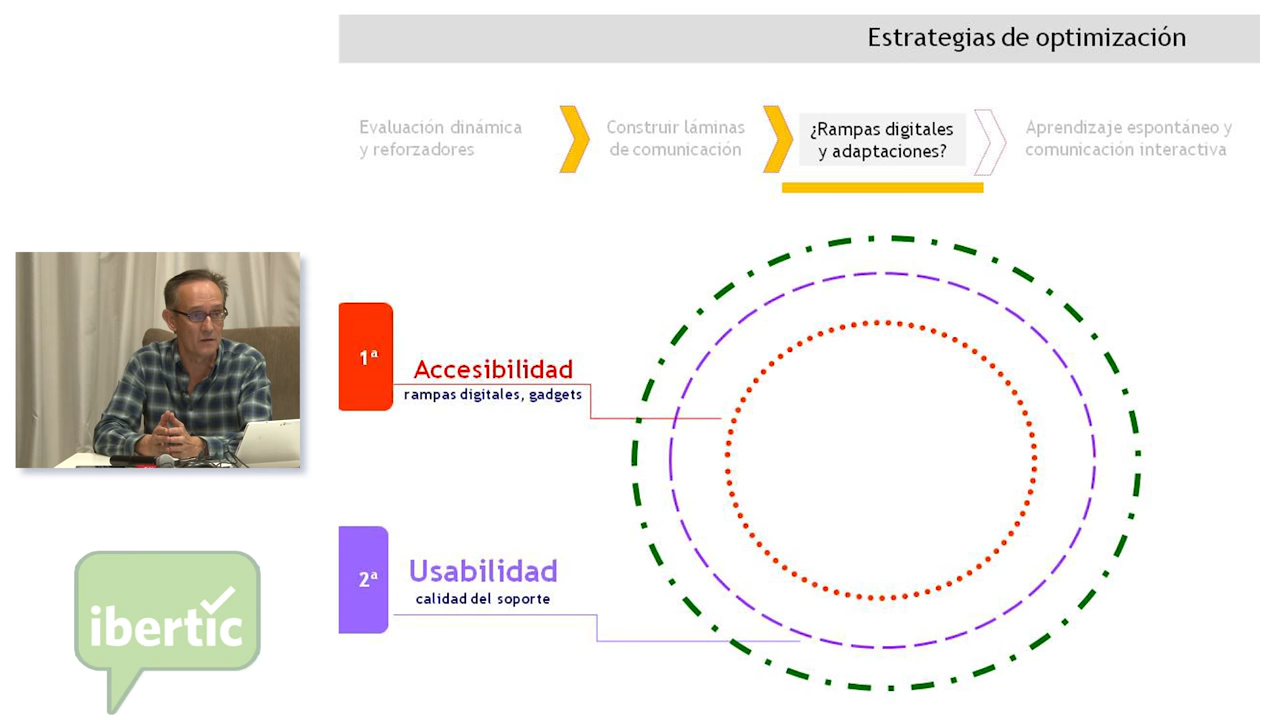 Estrategias de optimización
Evaluación dinámica
y reforzadores
Construir láminas
de comunicación
¿Rampas digitales
y adaptaciones?
Aprendizaje espontáneo y
comunicación interactiva
1ª
Accesibilidad
rampas digitales, gadgets
2ª
Usabilidad
calidad del soporte
ibertic